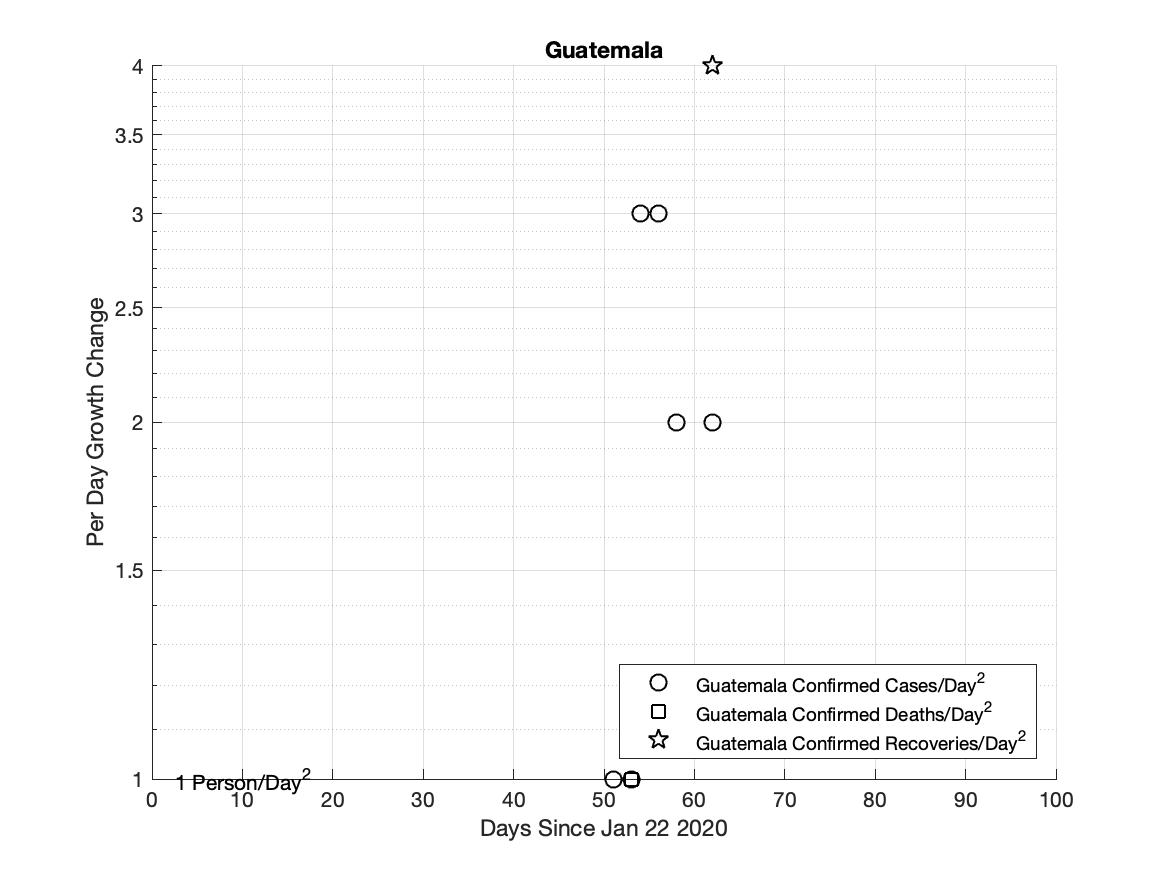 Guatemala
4
3.5
3
2.5
2
1.5
1
Per Day Growth Change
Guatemala Confirmed Cases/Day²
Guatemala Confirmed Deaths/Day²
Guatemala Confirmed Recoveries/Day²
1 Person/Day²
0 10 20 30 40 50 60 70 80 90 100
Days Since Jan 22 2020